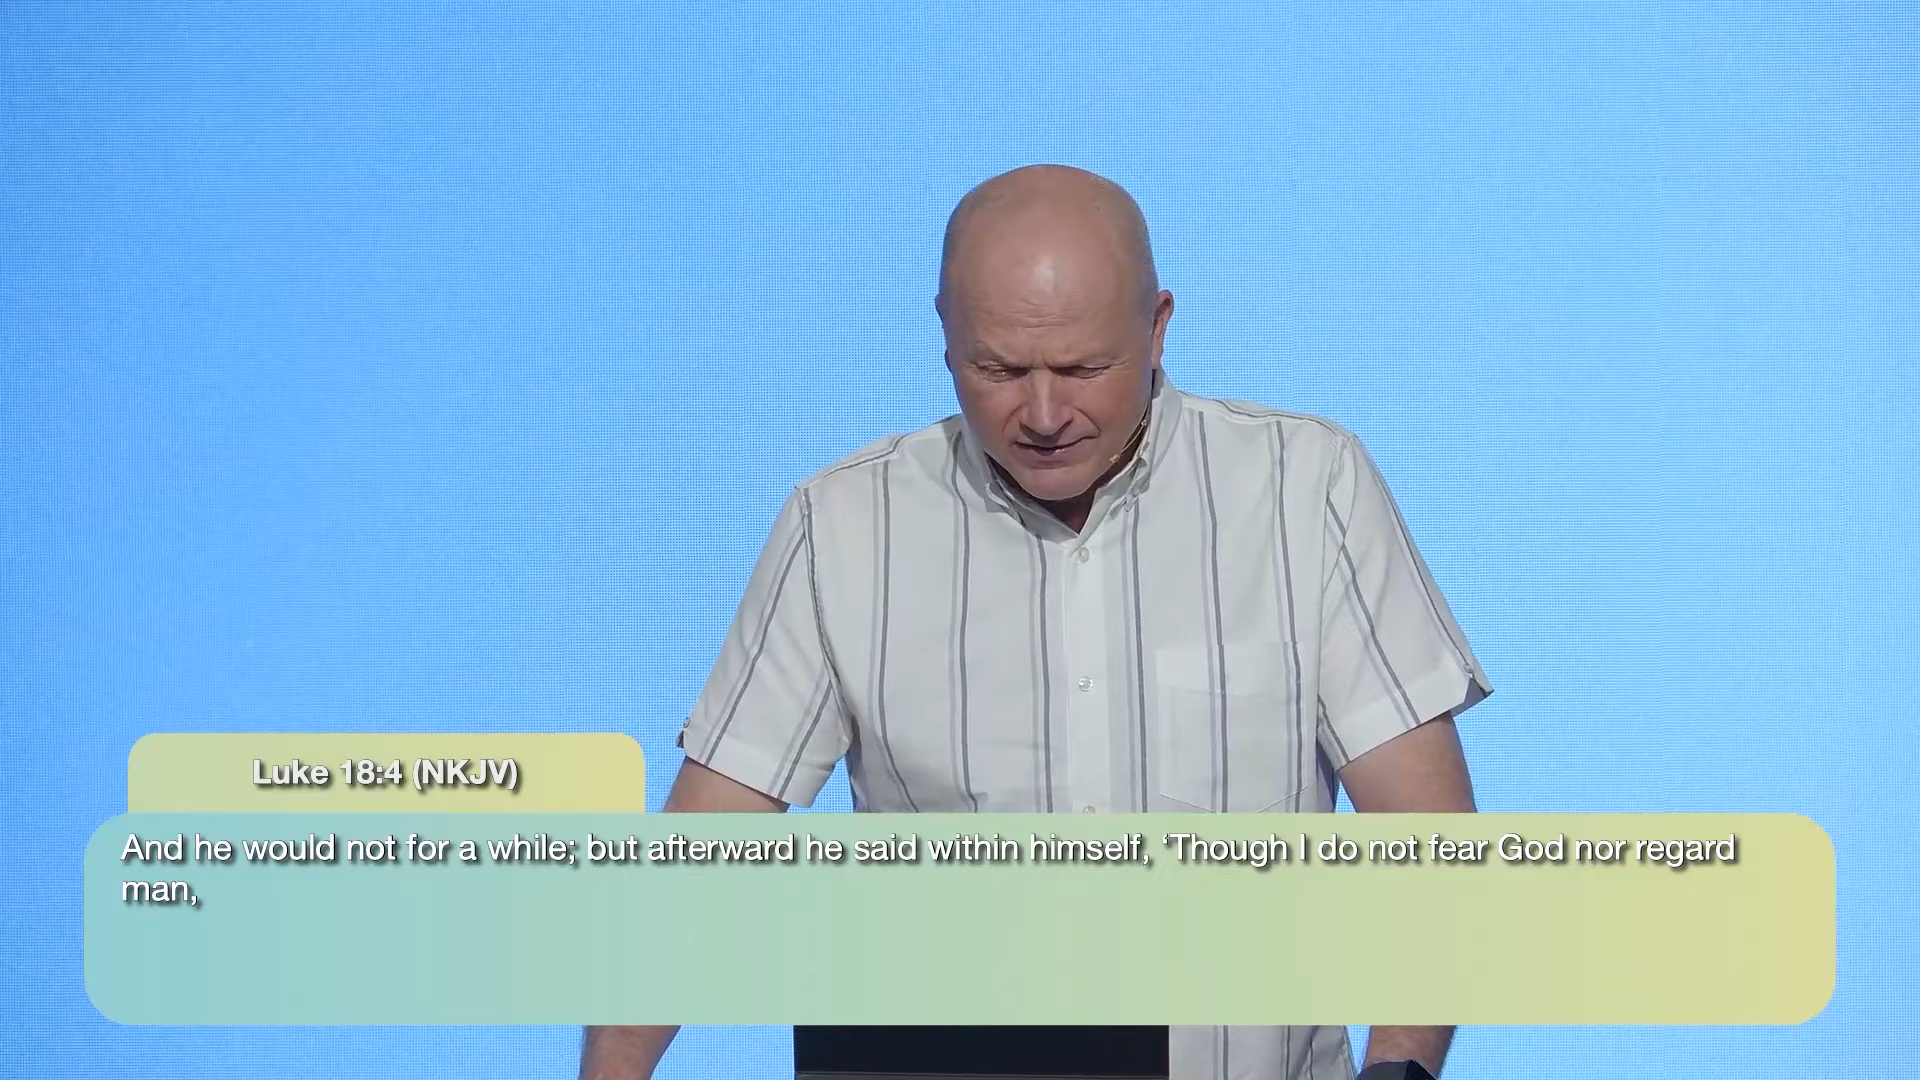 Luke 18:4 (NKJV)
And he would not for a while; but afterward he said within himself, ‘Though I do not fear God nor regard
man,